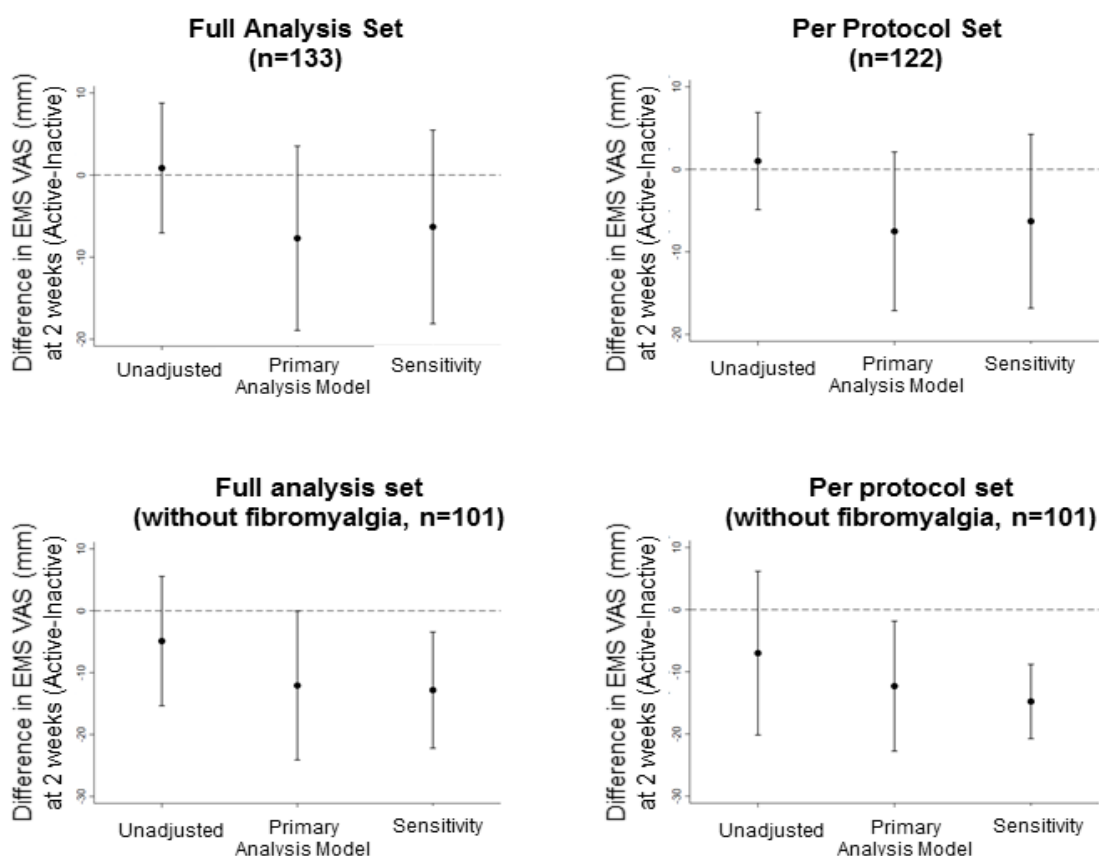 Full Analysis Set
(n=133)
Difference in EMS VAS (mm)
at 2 weeks (Active-Inactive)
10
0
-10
-20
Unadjusted
Primary
Analysis Model
Sensitivity
Per Protocol Set
(n=122)
Difference in EMS VAS (mm)
at 2 weeks (Active-Inactive)
10
0
-10
-20
Unadjusted
Primary
Analysis Model
Sensitivity
Full analysis set
(without fibromyalgia, n=101)
Difference in EMS VAS (mm)
at 2 weeks (Active-Inactive)
10
0
-10
-20
-30
Unadjusted
Primary
Analysis Model
Sensitivity
Per protocol set
(without fibromyalgia, n=101)
Difference in EMS VAS (mm)
at 2 weeks (Active-Inactive)
10
0
-10
-20
-30
Unadjusted
Primary
Analysis Model
Sensitivity